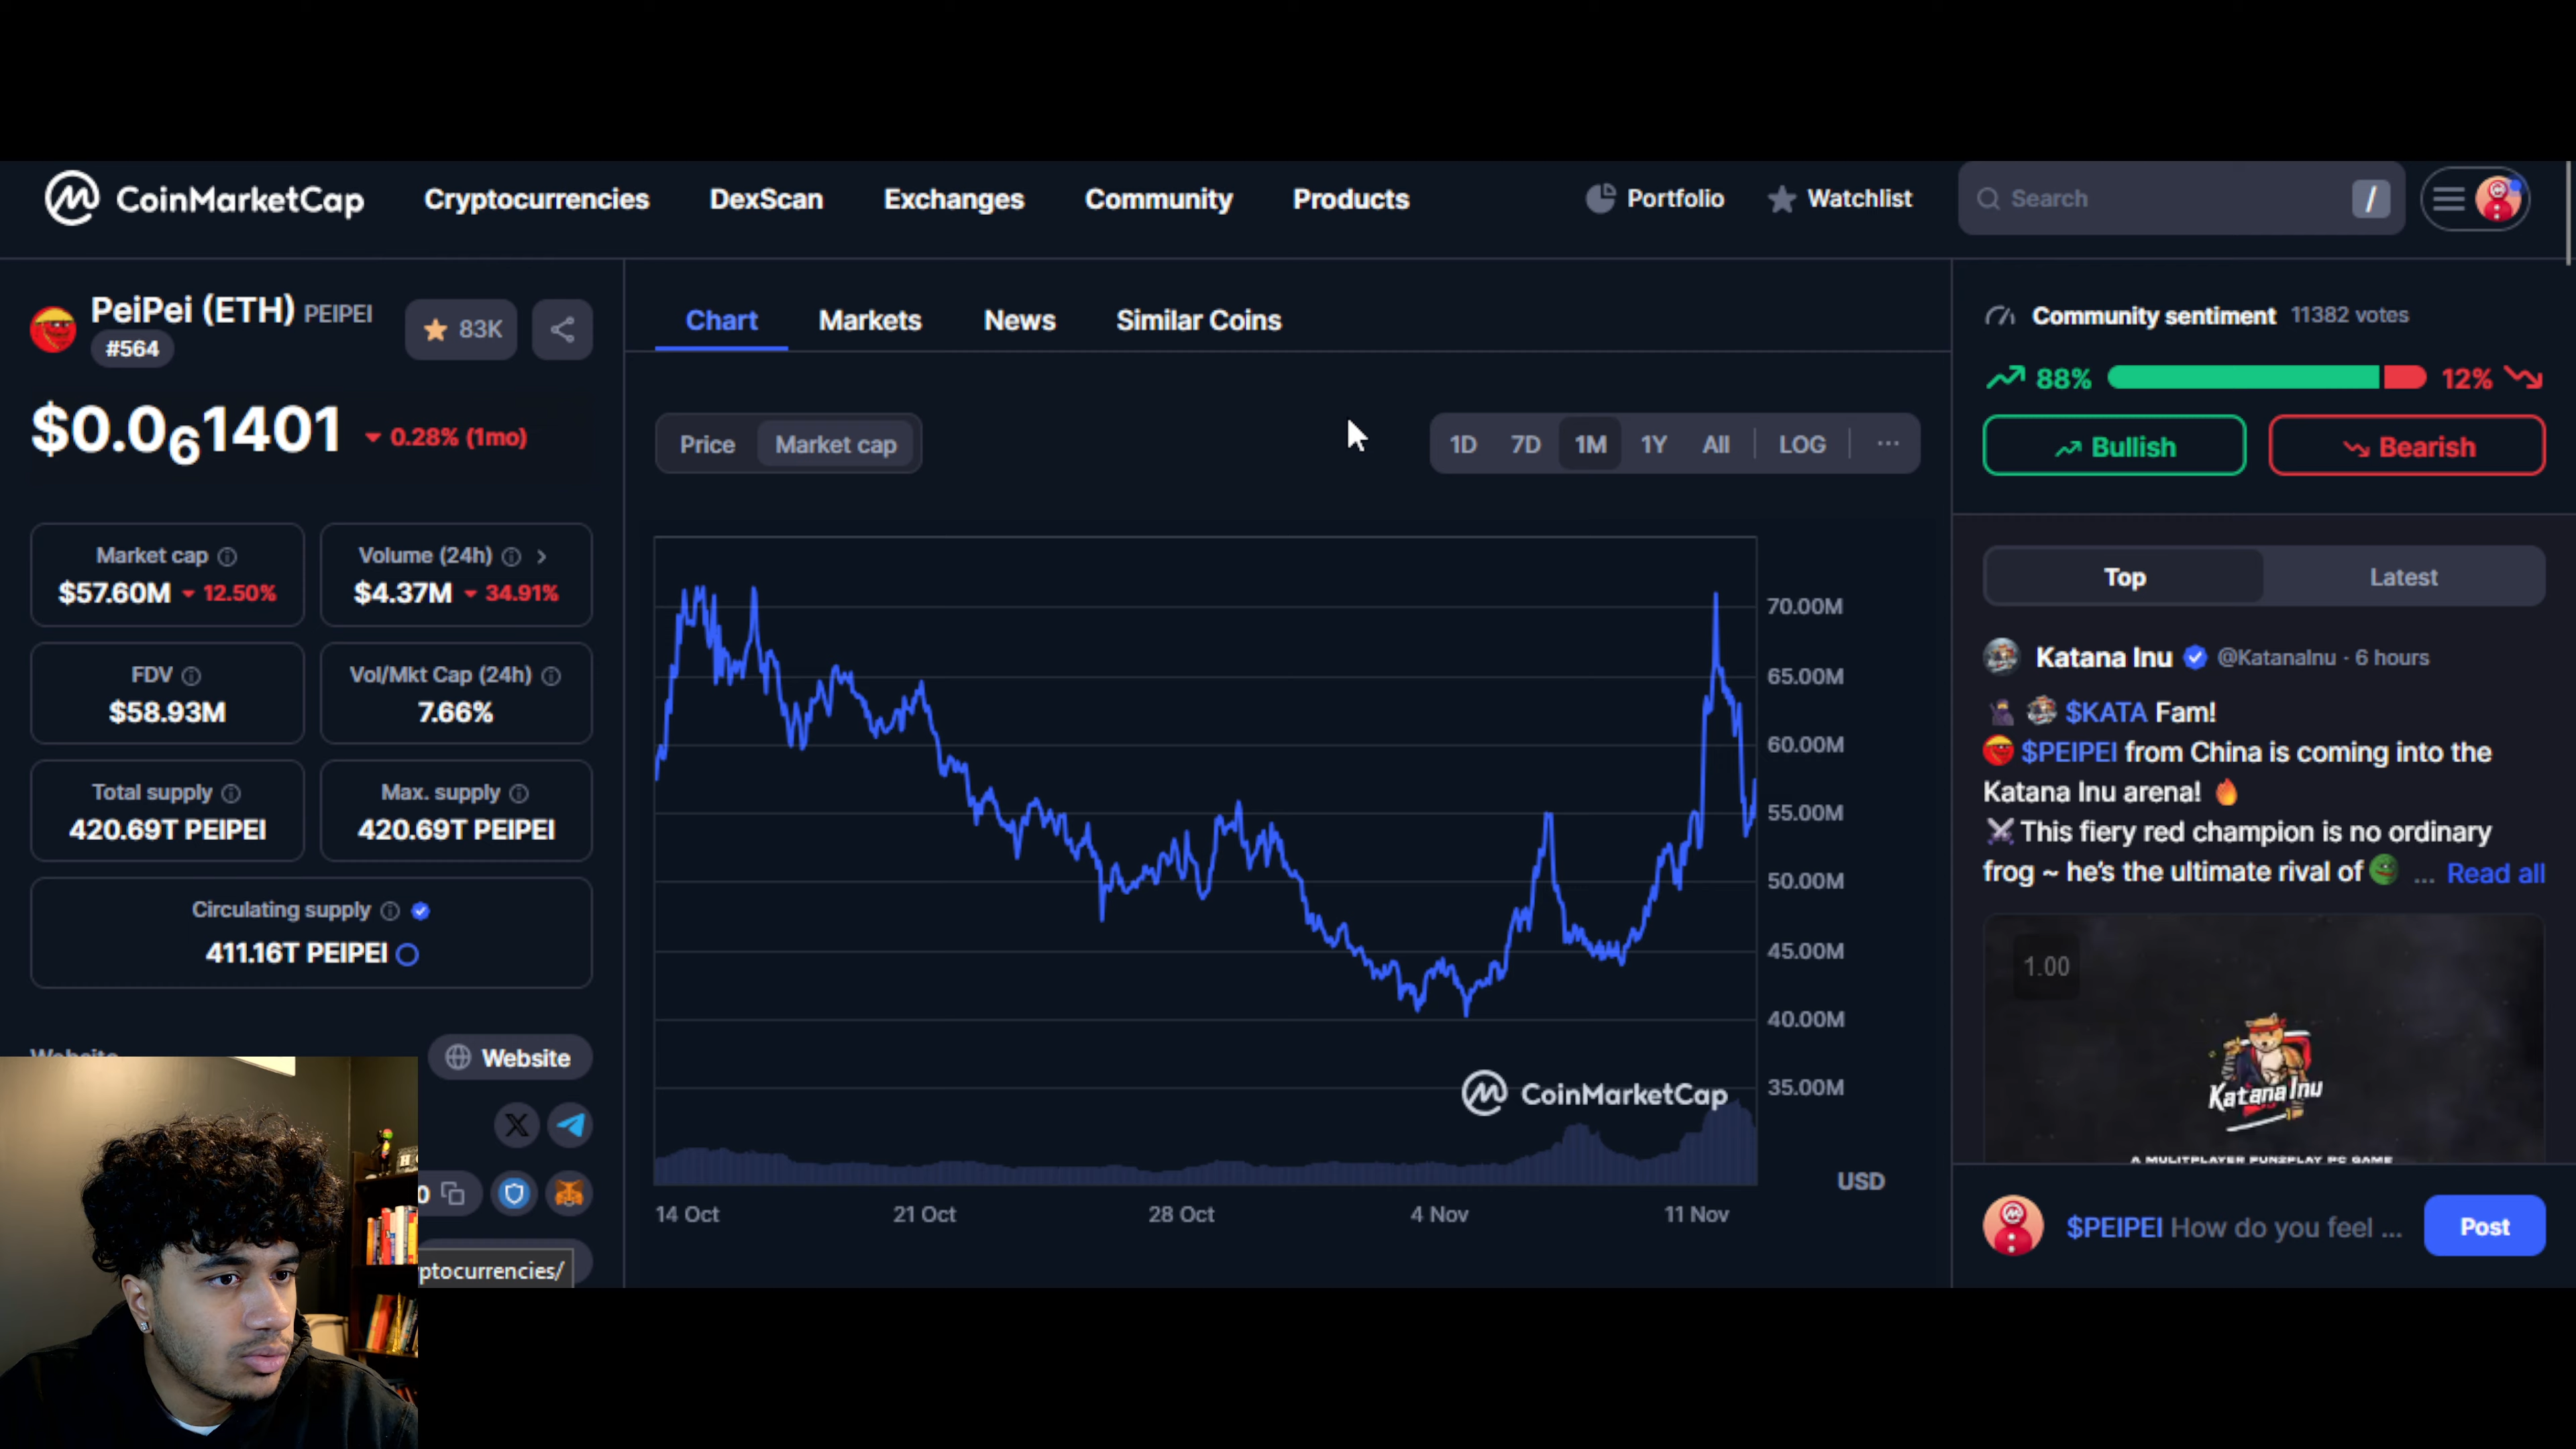 CoinMarketCap
Cryptocurrencies
DexScan
Exchanges
Community
Products
Portfolio
Watchlist
Search
/
PeiPei (ETH) PEIPEI
#564
83K
$0.0₆1401
0.28% (1mo)
Market cap
$57.60M 12.50%
Volume (24h)
$4.37M 34.91%
FDV
$58.93M
Vol/Mkt Cap (24h)
7.66%
Total supply
420.69T PEIPEI
Max. supply
420.69T PEIPEI
Circulating supply
411.16T PEIPEI
Website
Website
0
ptocurrencies/
Chart
Markets
News
Similar Coins
Price
Market cap
1D
7D
1M
1Y
All
LOG
...
70.00M
65.00M
60.00M
55.00M
50.00M
45.00M
40.00M
35.00M
CoinMarketCap
USD
14 Oct
21 Oct
28 Oct
4 Nov
11 Nov
Community sentiment 11382 votes
88%
12%
Bullish
Bearish
Top
Latest
Katana Inu @KatanaInu · 6 hours
$KATA Fam!
$PEIPEI from China is coming into the
Katana Inu arena! 🔥
⚔️This fiery red champion is no ordinary
frog ~ he's the ultimate rival of ... Read all
1.00
Katana Inu
A MULITPLAYER FUN2PLAY PC GAME
$PEIPEI How do you feel ...
Post